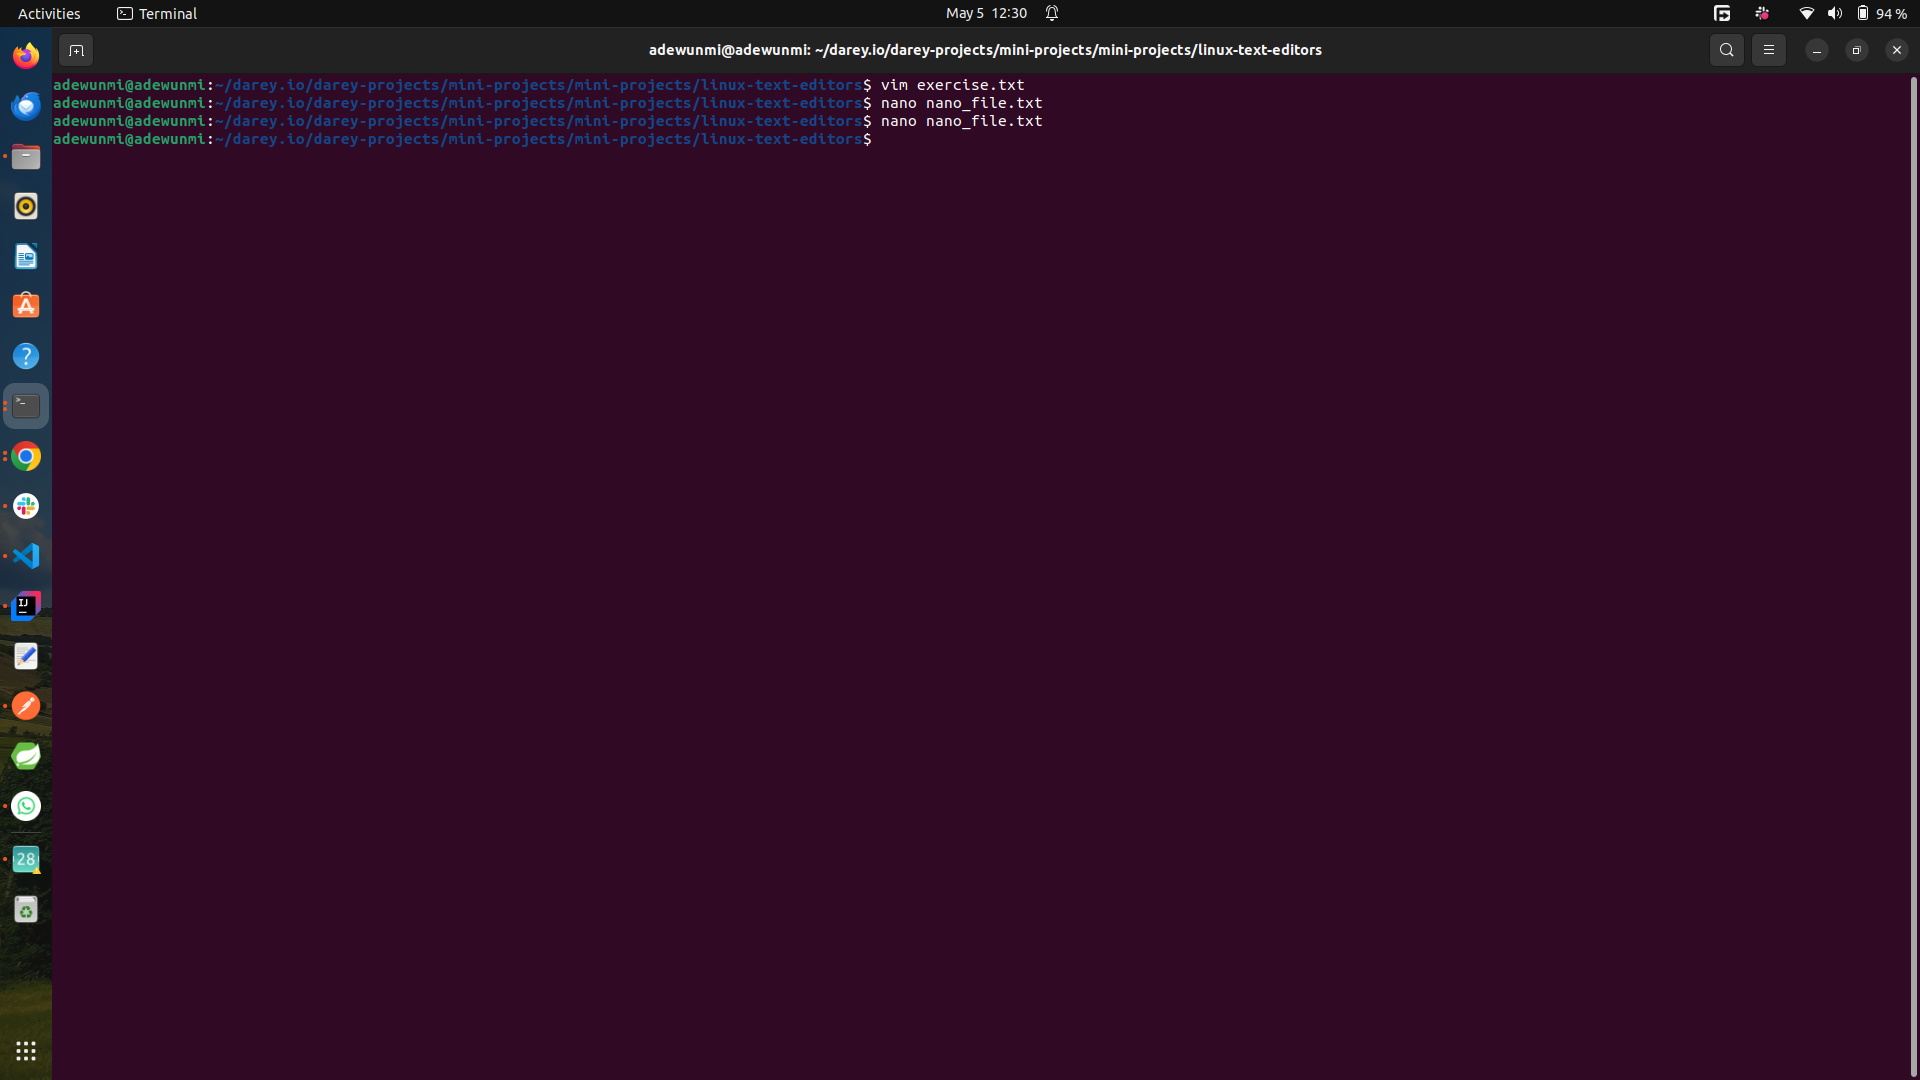 Activities
Terminal
May 5 12:30
94 %
adewunmi@adewunmi: ~/darey.io/darey-projects/mini-projects/mini-projects/linux-text-editors
adewunmi@adewunmi:~/darey.io/darey-projects/mini-projects/mini-projects/linux-text-editors$ vim exercise.txt
adewunmi@adewunmi:~/darey.io/darey-projects/mini-projects/mini-projects/linux-text-editors$ nano nano_file.txt
adewunmi@adewunmi:~/darey.io/darey-projects/mini-projects/mini-projects/linux-text-editors$ nano nano_file.txt
adewunmi@adewunmi:~/darey.io/darey-projects/mini-projects/mini-projects/linux-text-editors$
IJ
28